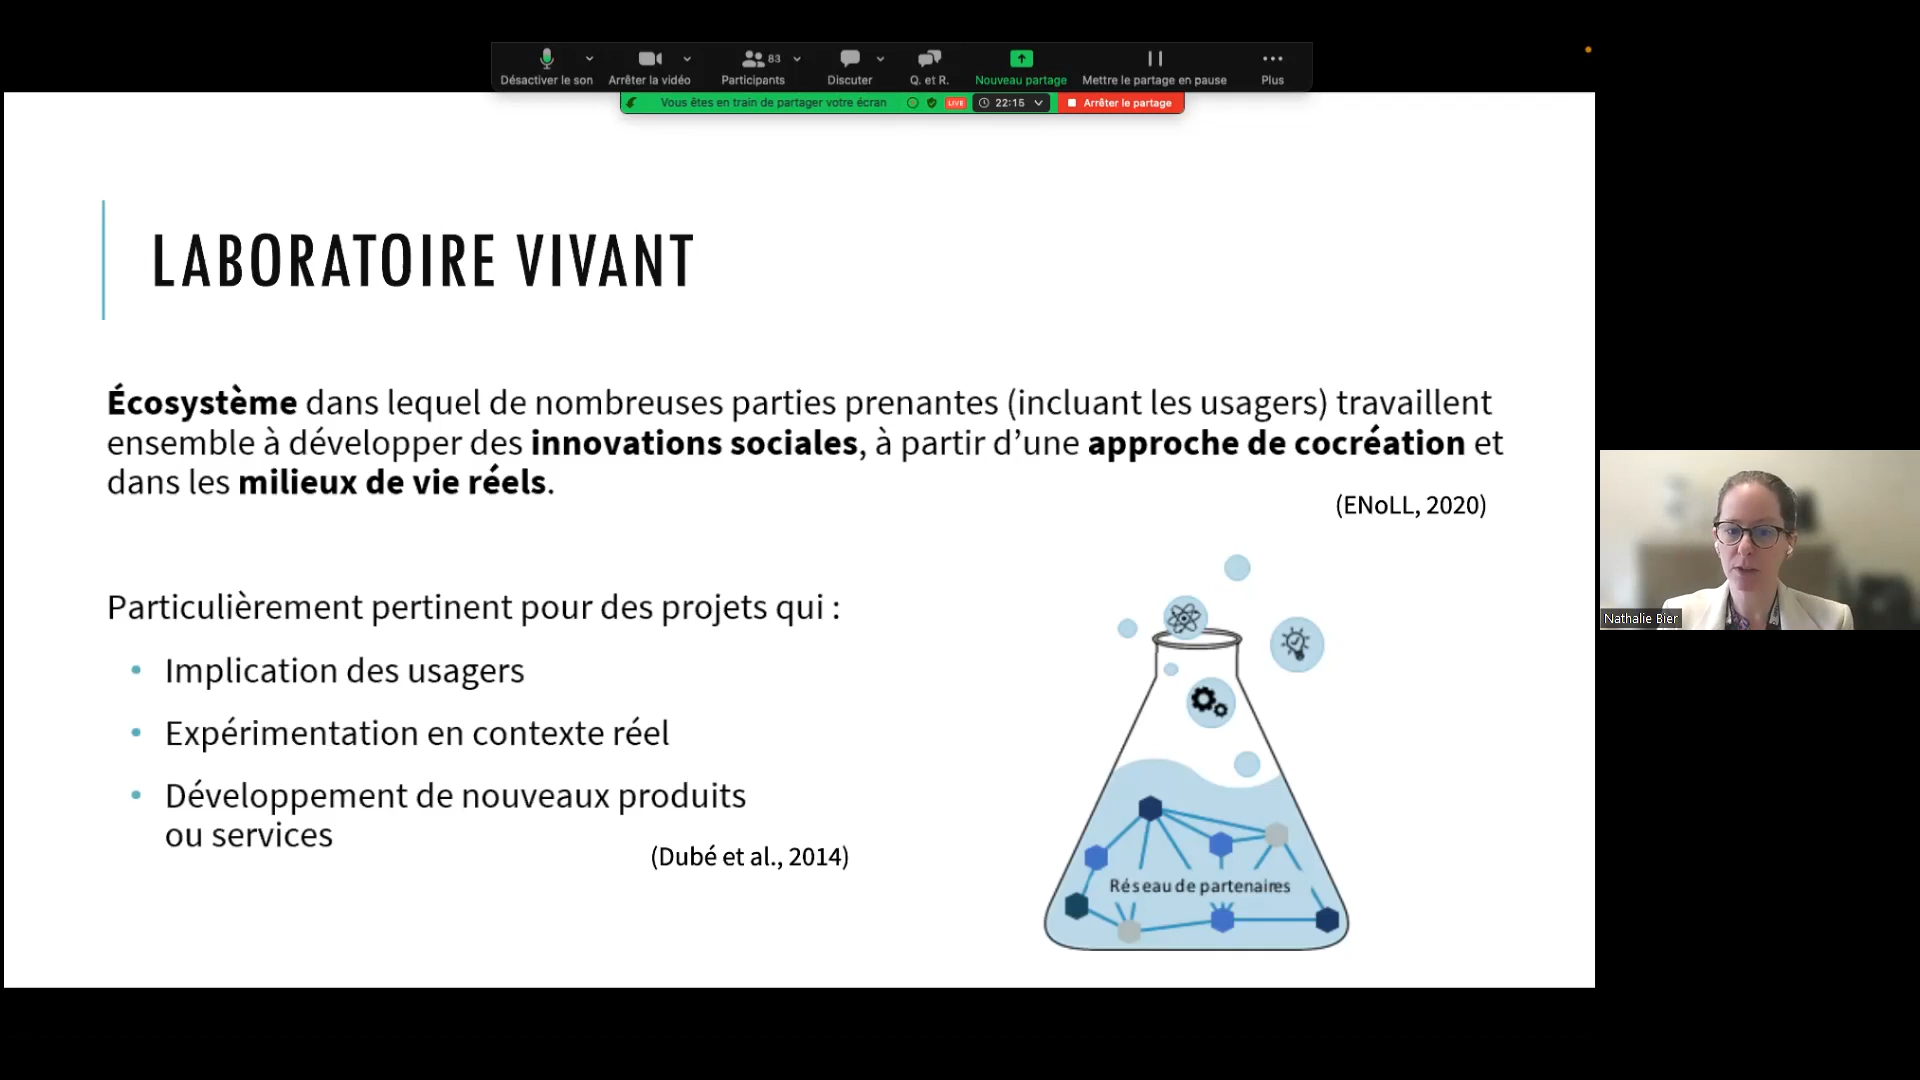 83
Désactiver le son Arrêter la vidéo Participants Discuter Q. et R. Nouveau partage Mettre le partage en pause Plus
Vous êtes en train de partager votre écran LIVE 22:15 Arrêter le partage
LABORATOIRE VIVANT
Écosystème dans lequel de nombreuses parties prenantes (incluant les usagers) travaillent
ensemble à développer des innovations sociales, à partir d’une approche de cocréation et
dans les milieux de vie réels.
(ENoLL, 2020)
Particulièrement pertinent pour des projets qui :
• Implication des usagers
• Expérimentation en contexte réel
• Développement de nouveaux produits
ou services
(Dubé et al., 2014)
Réseau de partenaires
Nathalie Bier